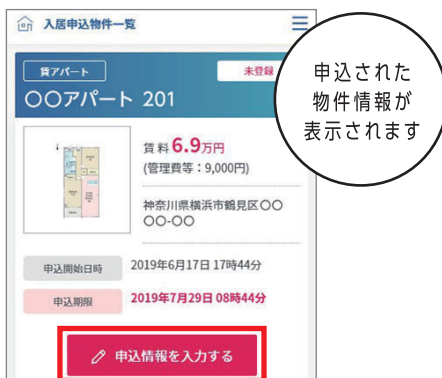 入居申込物件一覧
賃アパート
未登録
〇〇アパート 201
賃料6.9万円
(管理費等:9,000円)
神奈川県横浜市鶴見区〇〇
〇〇-〇〇
申込開始日時
2019年6月17日 17時44分
申込期限
2019年7月29日 08時44分
申込情報を入力する
申込された
物件情報が
表示されます